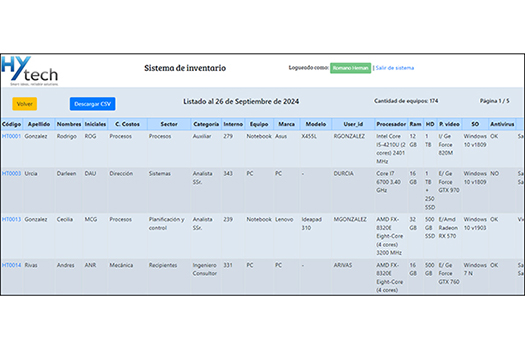 HYtech
Sistema de inventario
Logueado como: Romano Hernan | Salir de sistema
Volver
Descargar CSV
Listado al 26 de Septiembre de 2024
Cantidad de equipos: 174
Página 1 / 5
Código Apellido Nombres Iniciales C. Costos Sector Categoría Interno Equipo Marca Modelo User_id Procesador Ram HD P. video SO Antivirus
HT0001 Gonzalez Rodrigo ROG Procesos Procesos Auxiliar 279 Notebook Asus X455L RGONZALEZ Intel Core 12 1 I/ Ge Windows OK Sa
i5-4210U (2 GB TB Force 10 v1809 Sa
cores) 2401 820M
MHz
HT0003 Urcia Darleen DAU Dirección Sistemas Analista 343 PC PC - DURCIA Core I7 16 1 E/ Ge Windows NO Sa
SSr. 6700 3.40 GB TB Force 10 v1809 Sa
GHz + GTX 970
250
SSD
HT0013 Gonzalez Cecilia MCG Procesos Planificación y Analista 239 Notebook Lenovo Ideapad MGONZALEZ AMD FX- 32 500 E/Amd Windows OK
control SSr. 310 8320E GB GB Radeon 10 v1903
Eight-Core SSD RX 570
(4 cores)
3200 MHz
HT0014 Rivas Andres ANR Mecánica Recipientes Ingeniero 331 PC PC - ARIVAS AMD FX- 16 500 E/ Ge Windows OK Sa
Consultor 8320E GB GB Force 7 N Sa
Eight-Core GTX 760
(4 cores)